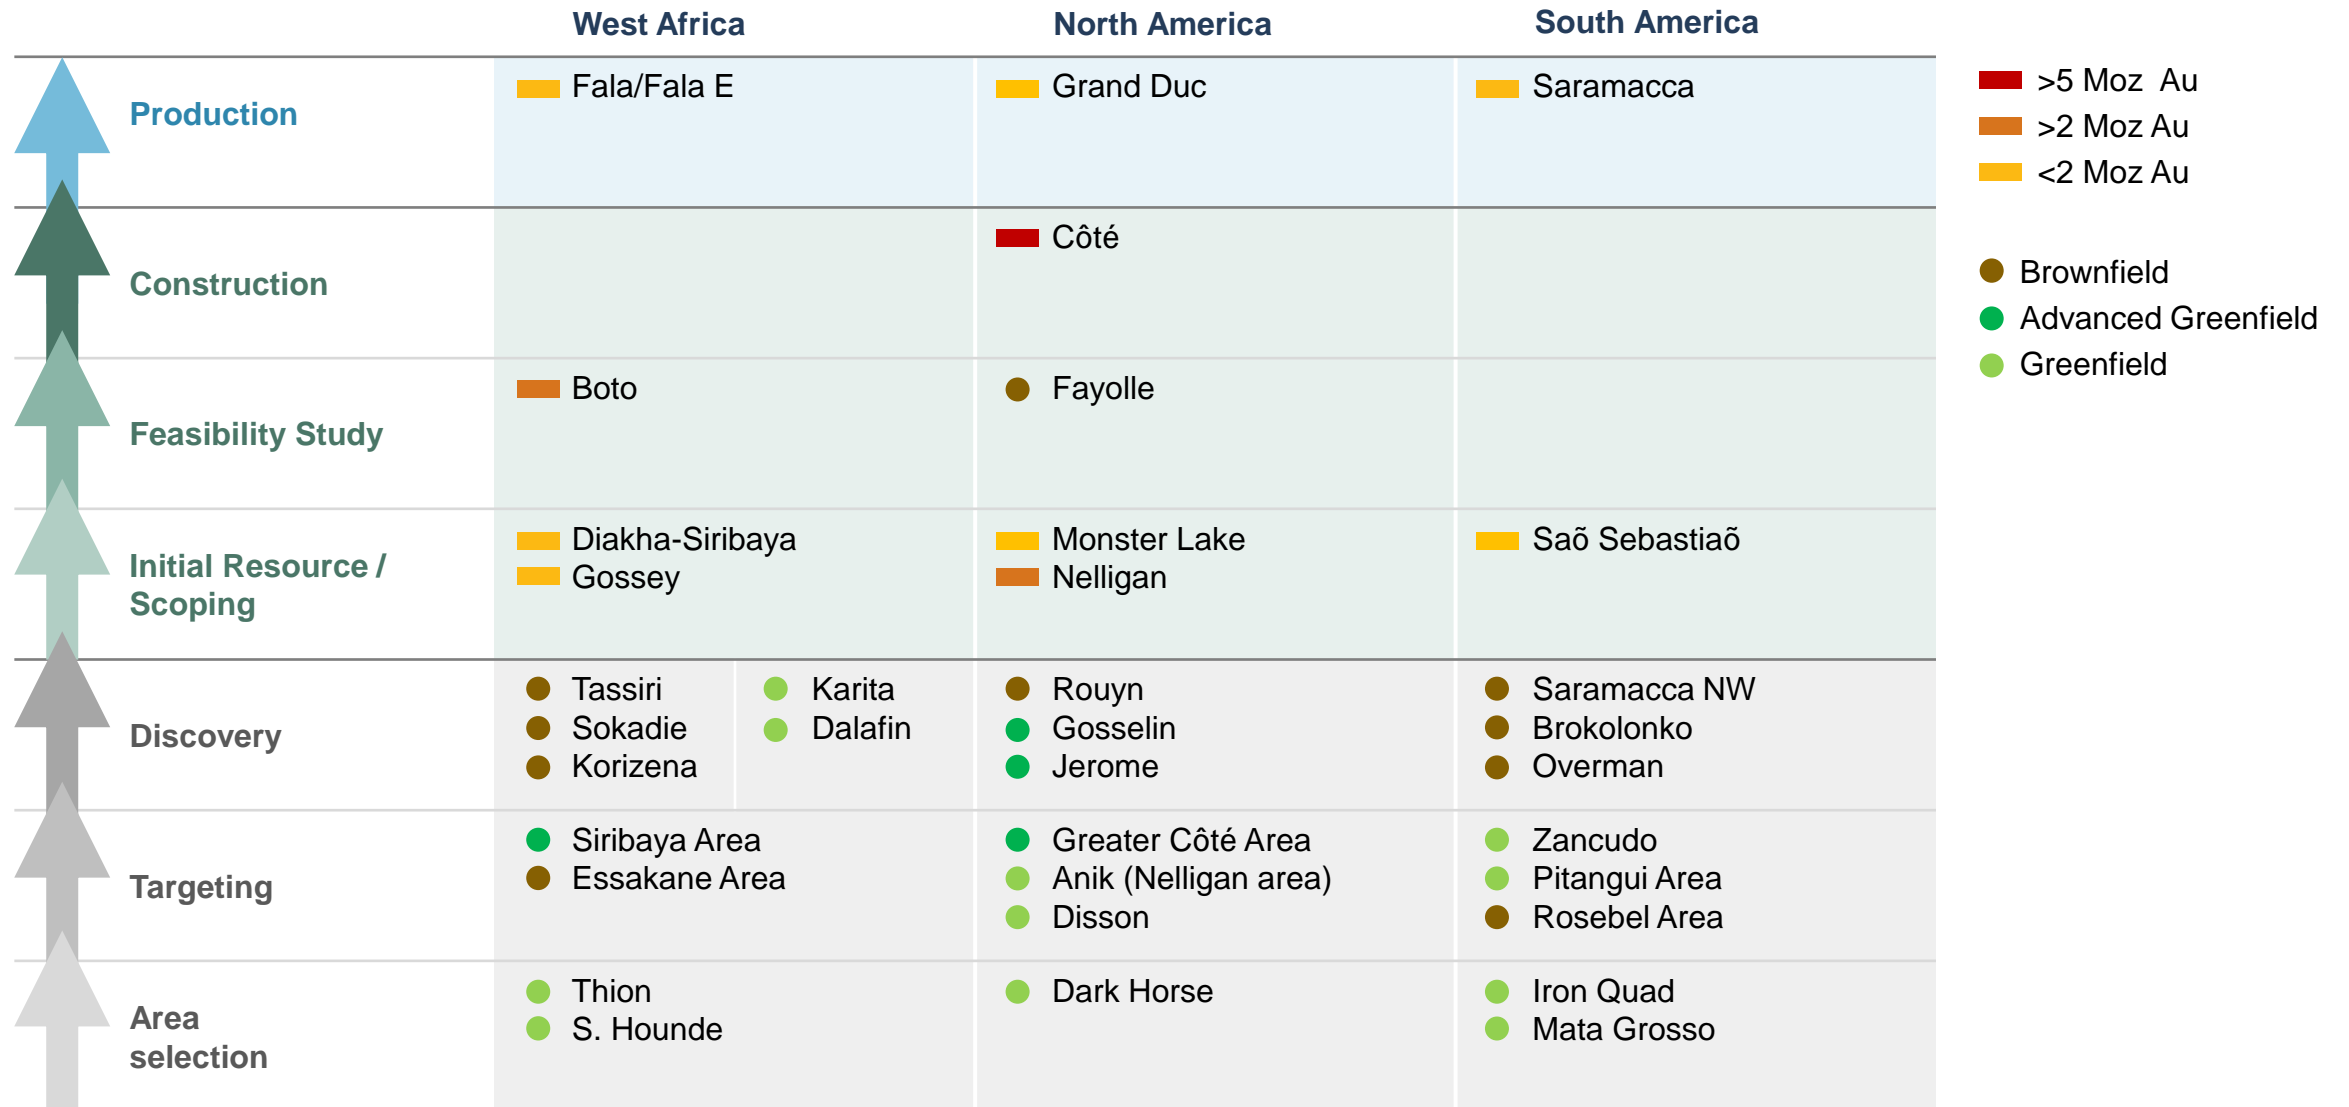 West Africa
North America
South America
Production
Fala/Fala E
Grand Duc
Saramacca
Construction
Côté
Feasibility Study
Boto
Fayolle
Initial Resource /
Scoping
Diakha-Siribaya
Gossey
Monster Lake
Nelligan
Saõ Sebastiaõ
Discovery
Tassiri
Sokadie
Korizena
Karita
Dalafin
Rouyn
Gosselin
Jerome
Saramacca NW
Brokolonko
Overman
Targeting
Siribaya Area
Essakane Area
Greater Côté Area
Anik (Nelligan area)
Disson
Zancudo
Pitangui Area
Rosebel Area
Area
selection
Thion
S. Hounde
Dark Horse
Iron Quad
Mata Grosso
>5 Moz Au
>2 Moz Au
<2 Moz Au
Brownfield
Advanced Greenfield
Greenfield